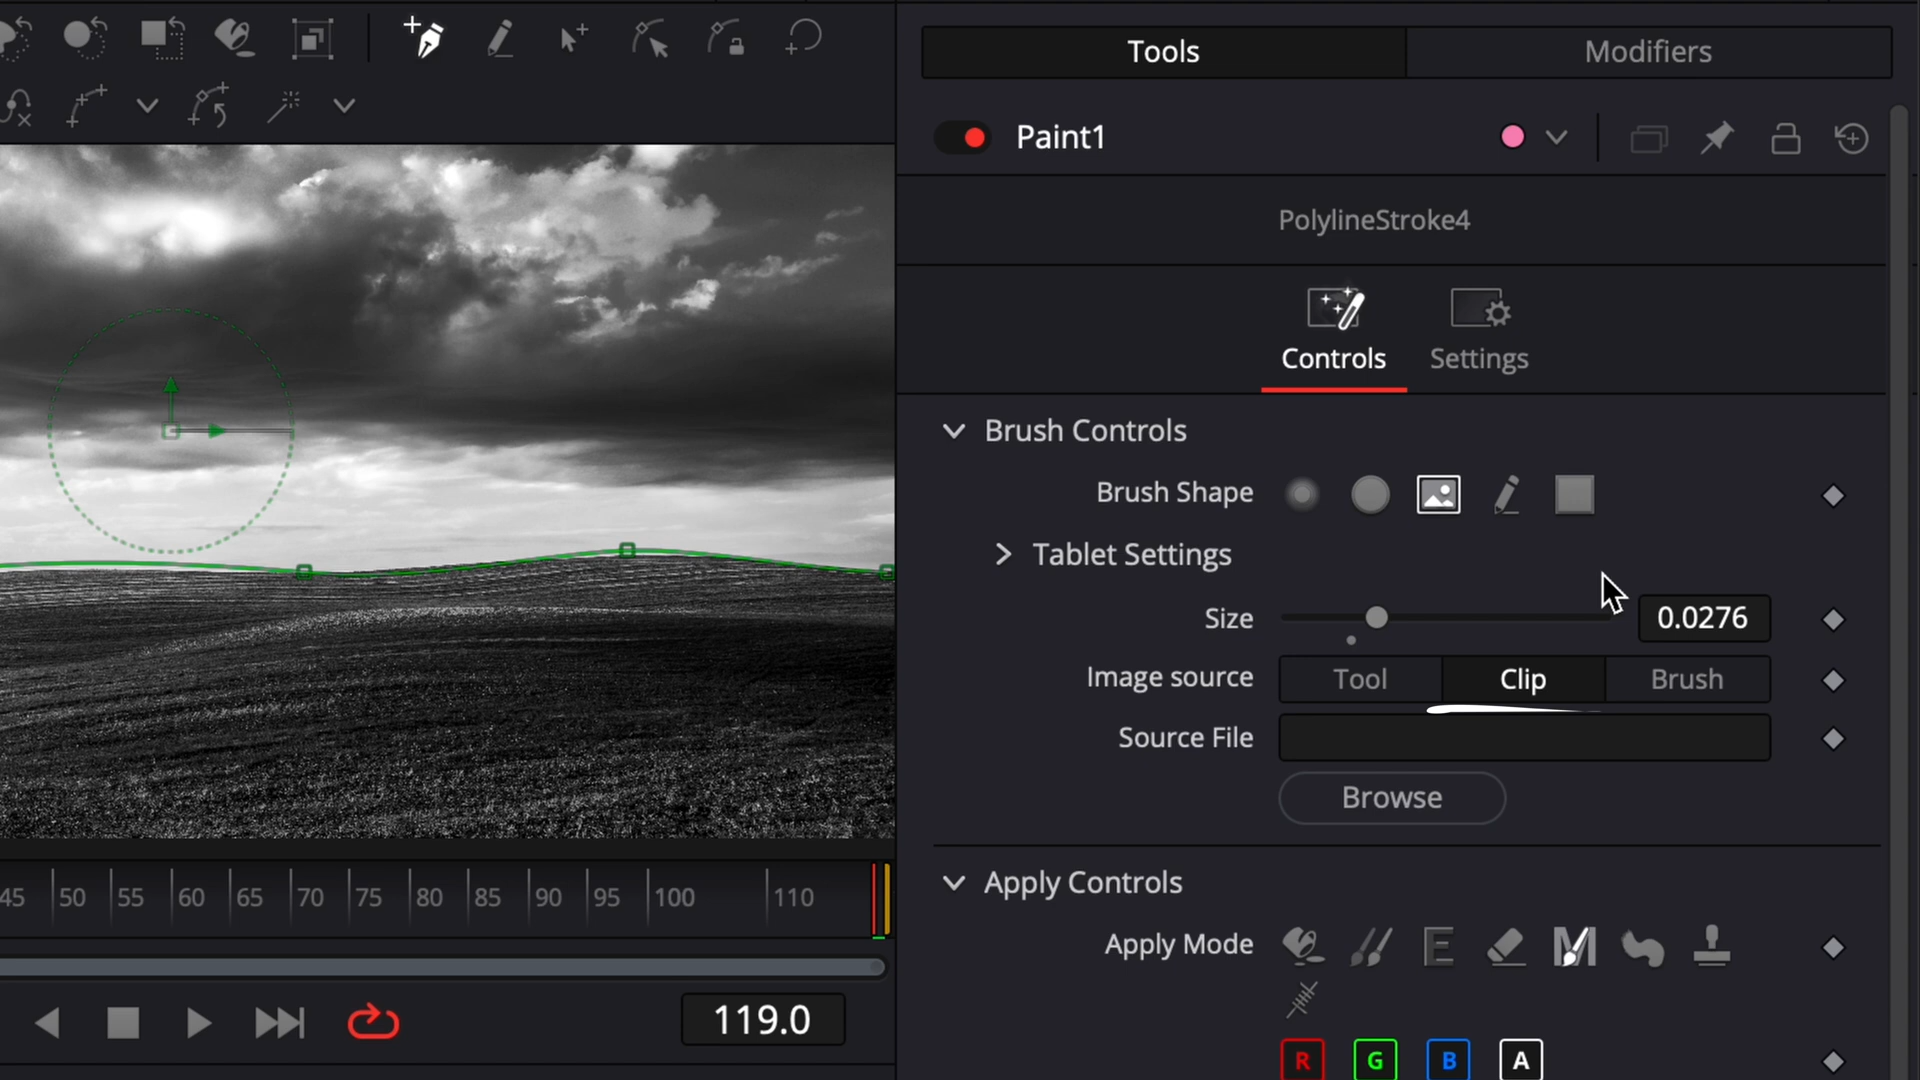 Tools Modifiers
Paint1
PolylineStroke4
Controls Settings
Brush Controls
Brush Shape
Tablet Settings
Size 0.0276
Image source Tool Clip Brush
Source File
Browse
Apply Controls
Apply Mode E M
R G B A
45 50 55 60 65 70 75 80 85 90 95 100 110
119.0